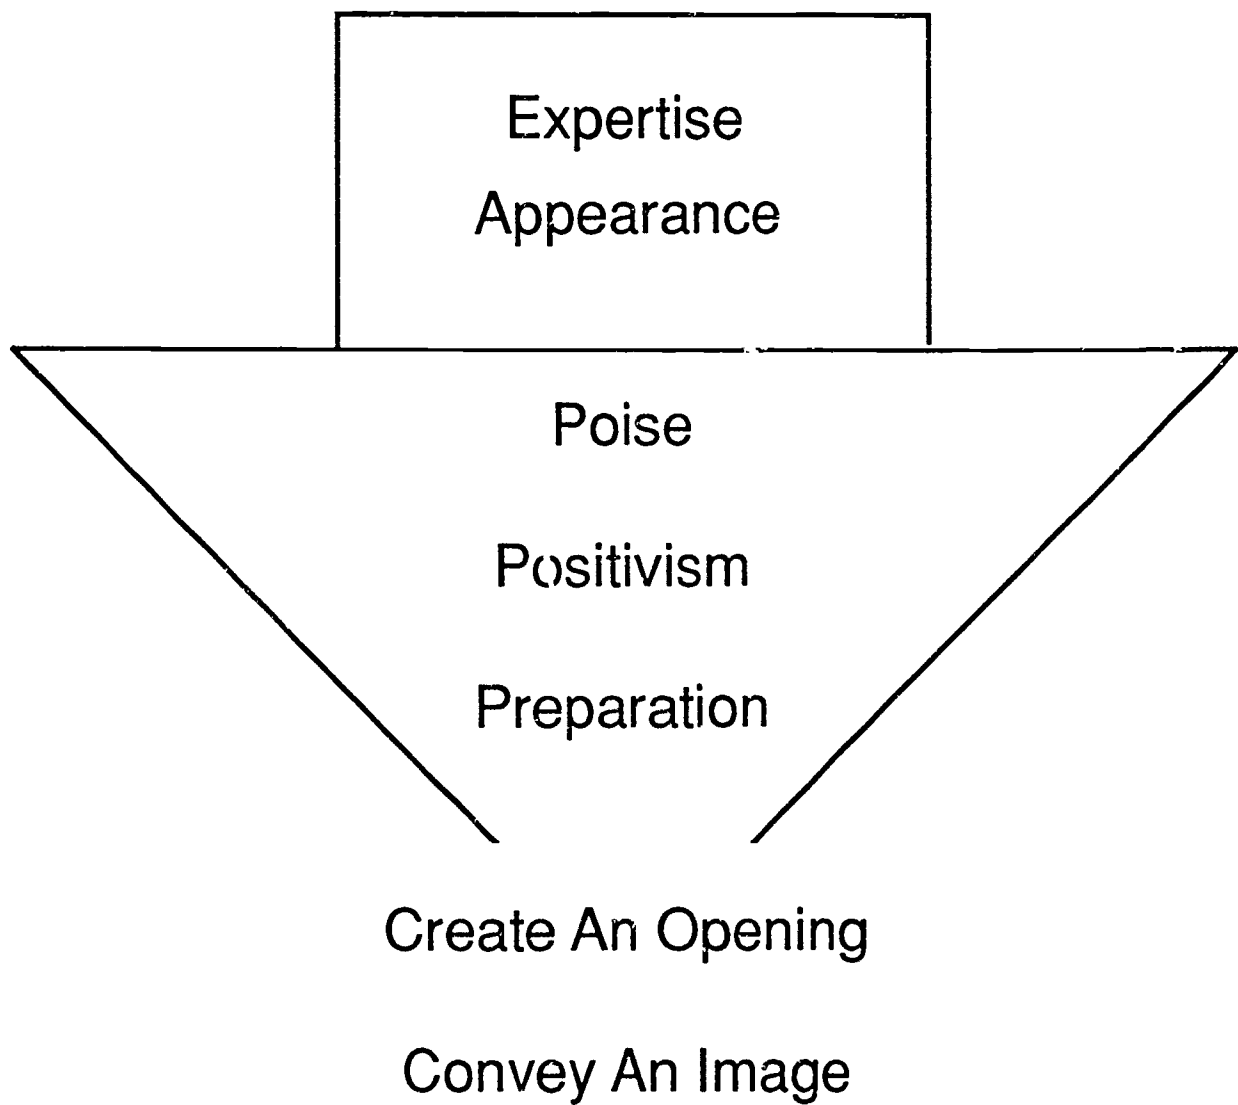 Expertise
Appearance
Poise
Positivism
Preparation
Create An Opening
Convey An Image